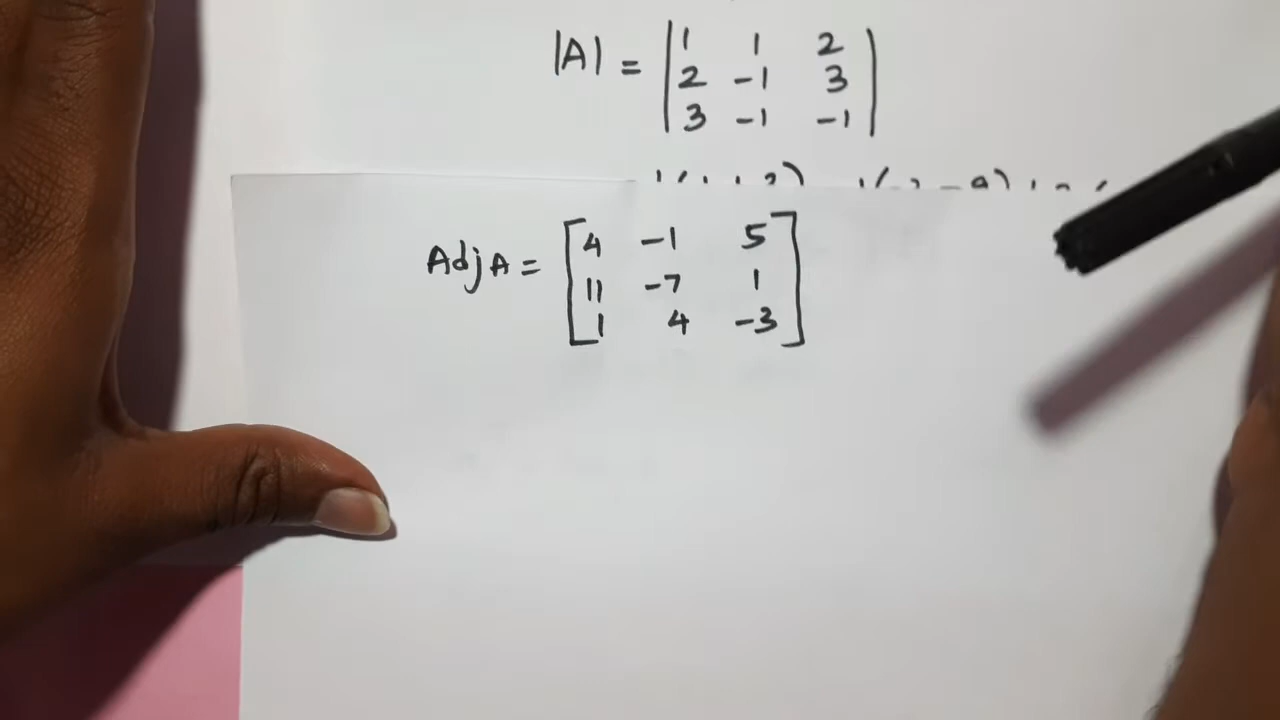 |A| = | 1 1 2 |
| 2 -1 3 |
| 3 -1 -1 |
Adj A = [ 4 -1 5 ]
[ 11 -7 1 ]
[ 1 4 -3 ]